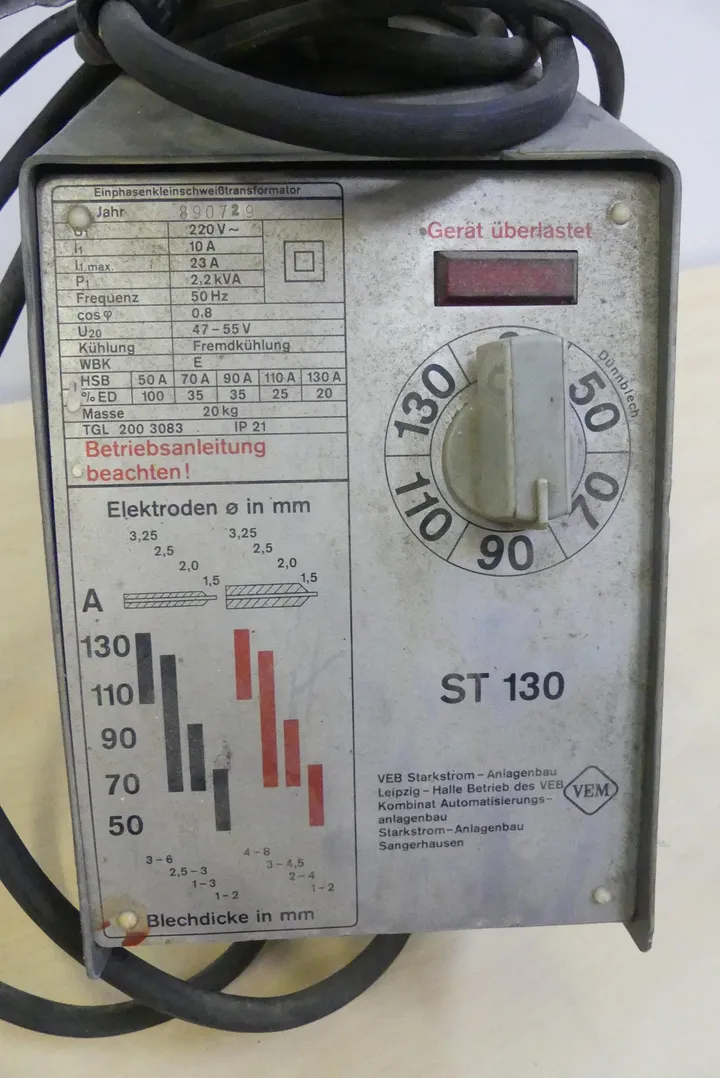 Einphasenkleinschweißtransformator
Jahr 890729
U1 220 V~
I1 10 A
I1 max. 23 A
P1 2,2 kVA
Frequenz 50 Hz
cos φ 0,8
U20 47-55 V
Kühlung Fremdkühlung
WBK E
HSB 50 A 70 A 90 A 110 A 130 A
% ED 100 35 35 25 20
Masse 20 kg
TGL 200 3083 IP 21
Betriebsanleitung
beachten!
Elektroden ø in mm
3,25 3,25
2,5 2,5
2,0 2,0
1,5 1,5
A
130
110
90
70
50
3-6 4-8
2,5-3 3-4,5
1-3 2-4
1-2 1-2
Blechdicke in mm
Gerät überlastet
Dünnblech
50
70
90
110
130
ST 130
VEB Starkstrom-Anlagenbau
Leipzig-Halle Betrieb des VEB
Kombinat Automatisierungs-
anlagenbau
Starkstrom-Anlagenbau
Sangerhausen
VEM